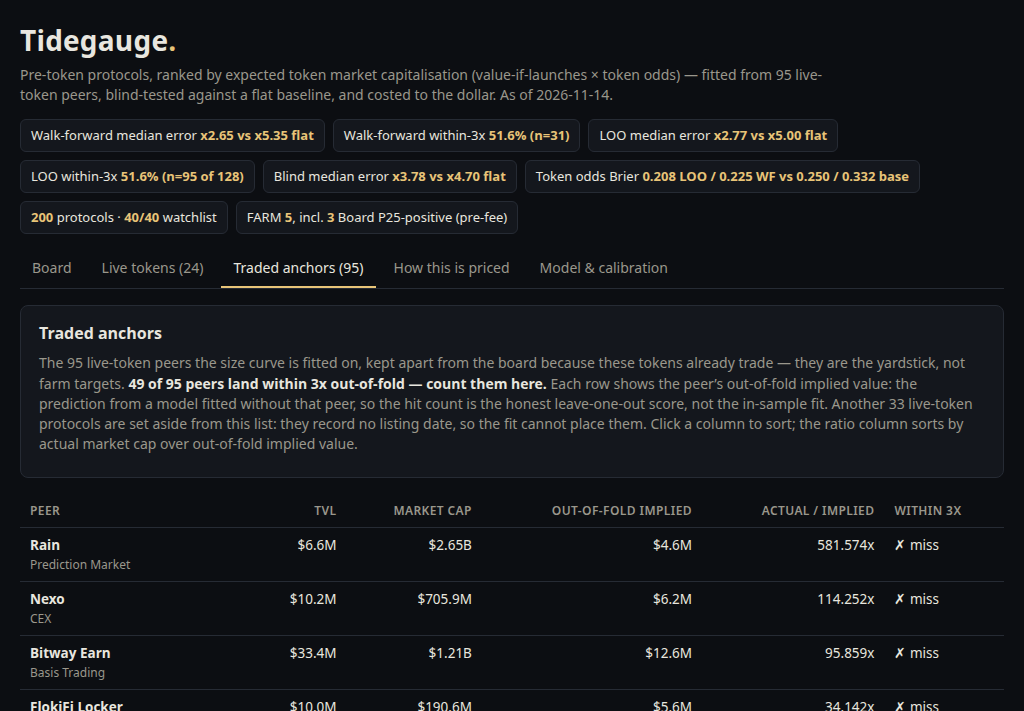 Tidegauge.
Pre-token protocols, ranked by expected token market capitalisation (value-if-launches × token odds) — fitted from 95 live-
token peers, blind-tested against a flat baseline, and costed to the dollar. As of 2026-11-14.
Walk-forward median error x2.65 vs x5.35 flat
Walk-forward within-3x 51.6% (n=31)
LOO median error x2.77 vs x5.00 flat
LOO within-3x 51.6% (n=95 of 128)
Blind median error x3.78 vs x4.70 flat
Token odds Brier 0.208 LOO / 0.225 WF vs 0.250 / 0.332 base
200 protocols · 40/40 watchlist
FARM 5, incl. 3 Board P25-positive (pre-fee)
Board
Live tokens (24)
Traded anchors (95)
How this is priced
Model & calibration
Traded anchors
The 95 live-token peers the size curve is fitted on, kept apart from the board because these tokens already trade — they are the yardstick, not
farm targets. 49 of 95 peers land within 3x out-of-fold — count them here. Each row shows the peer's out-of-fold implied value: the
prediction from a model fitted without that peer, so the hit count is the honest leave-one-out score, not the in-sample fit. Another 33 live-token
protocols are set aside from this list: they record no listing date, so the fit cannot place them. Click a column to sort; the ratio column sorts by
actual market cap over out-of-fold implied value.
PEER TVL MARKET CAP OUT-OF-FOLD IMPLIED ACTUAL / IMPLIED WITHIN 3X
Rain $6.6M $2.65B $4.6M 581.574x ✗ miss
Prediction Market
Nexo $10.2M $705.9M $6.2M 114.252x ✗ miss
CEX
Bitway Earn $33.4M $1.21B $12.6M 95.859x ✗ miss
Basis Trading
FlokiFi Locker $10.0M $190.6M $5.6M 34.142x ✗ miss